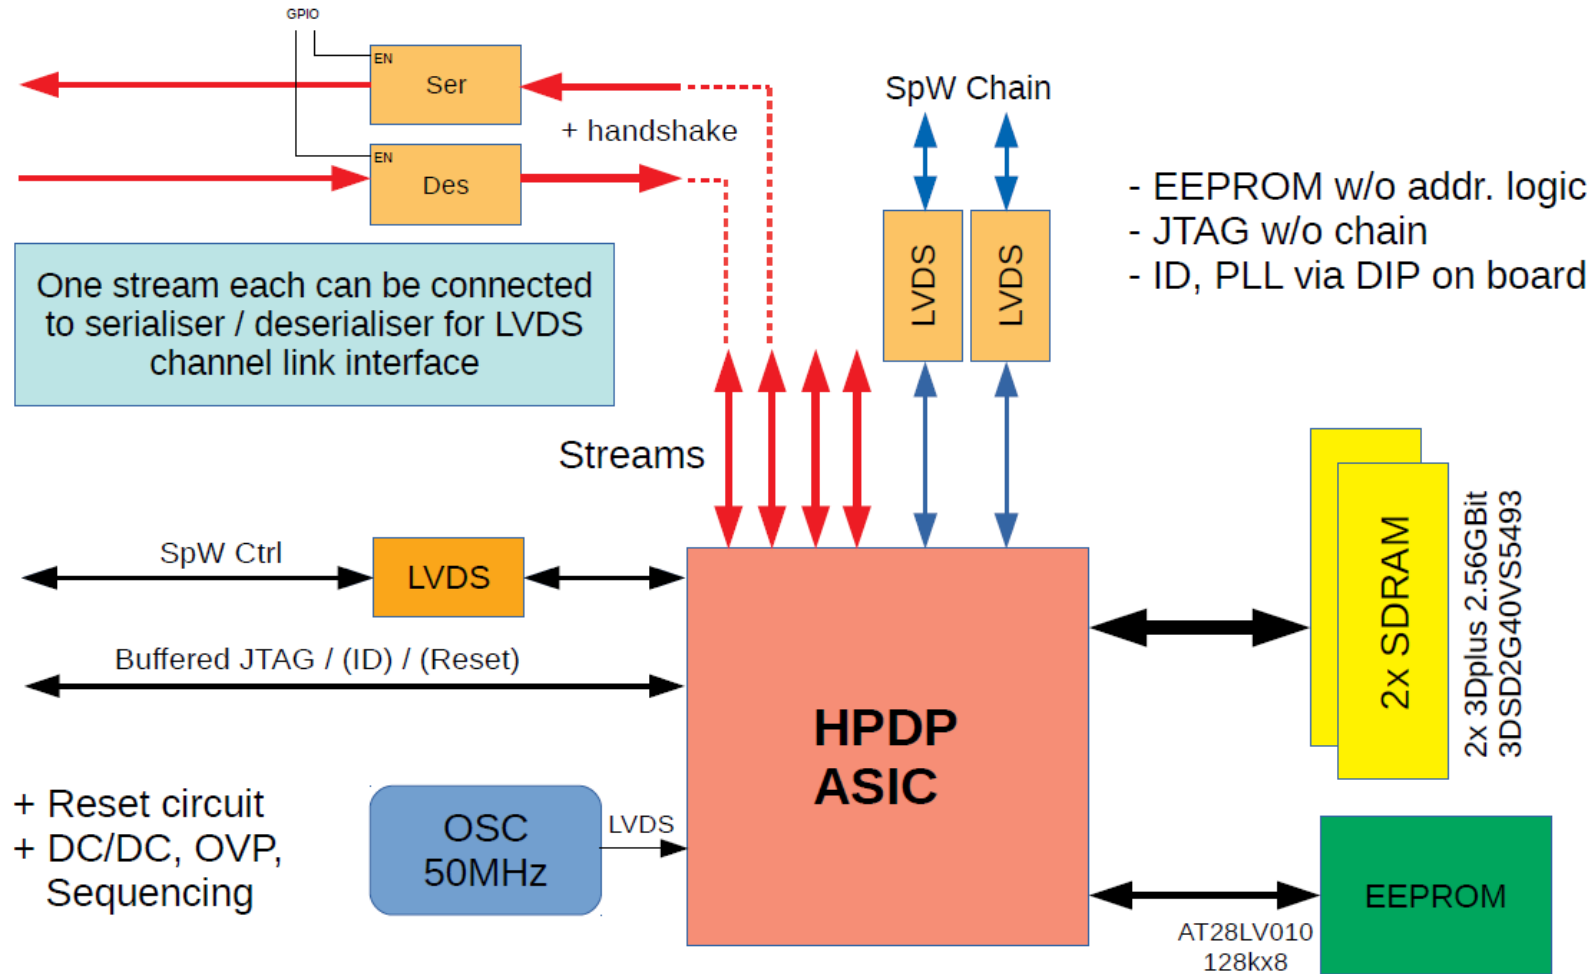 GPIO
EN
Ser
SpW Chain
+ handshake
EN
Des
- EEPROM w/o addr. logic
- JTAG w/o chain
- ID, PLL via DIP on board
LVDS
LVDS
One stream each can be connected
to serialiser / deserialiser for LVDS
channel link interface
Streams
SpW Ctrl
LVDS
2x SDRAM
2x 3Dplus 2.56GBit
3DSD2G40VS5493
Buffered JTAG / (ID) / (Reset)
HPDP
ASIC
+ Reset circuit
+ DC/DC, OVP,
Sequencing
OSC
50MHz
LVDS
EEPROM
AT28LV010
128kx8